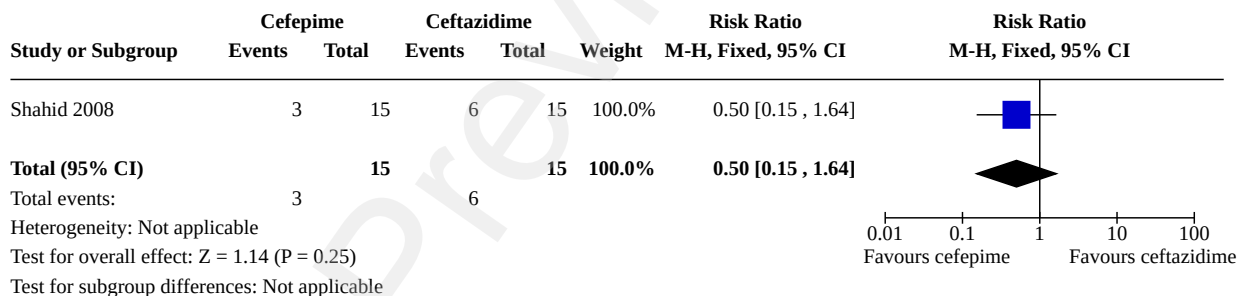 Cefepime Ceftazidime Risk Ratio Risk Ratio
Study or Subgroup Events Total Events Total Weight M-H, Fixed, 95% CI M-H, Fixed, 95% CI
Shahid 2008 3 15 6 15 100.0% 0.50 [0.15 , 1.64]
Total (95% CI) 15 15 100.0% 0.50 [0.15 , 1.64]
Total events: 3 6
Heterogeneity: Not applicable
0.01 0.1 1 10 100
Test for overall effect: Z = 1.14 (P = 0.25) Favours cefepime Favours ceftazidime
Test for subgroup differences: Not applicable
Previ